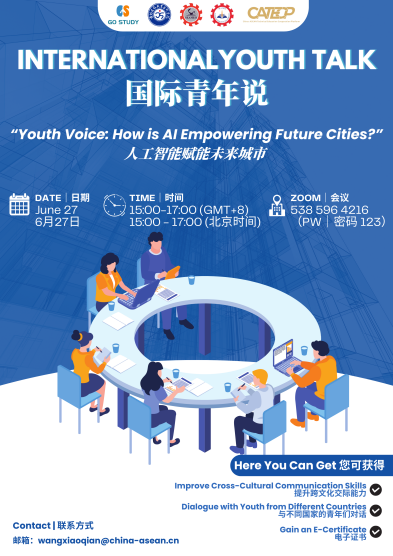 GO STUDY
CATECP
INTERNATIONALYOUTH TALK
国际青年说
“Youth Voice: How is AI Empowering Future Cities?”
人工智能赋能未来城市
DATE｜日期
June 27
6月27日
TIME｜时间
15:00-17:00 (GMT+8)
15:00 - 17:00 (北京时间)
ZOOM｜会议
538 596 4216
（PW｜密码 123）
Here You Can Get 您可获得
Improve Cross-Cultural Communication Skills
提升跨文化交际能力
Dialogue with Youth from Different Countries
与不同国家的青年们对话
Gain an E-Certificate
电子证书
Contact | 联系方式
邮箱：wangxiaoqian@china-asean.cn